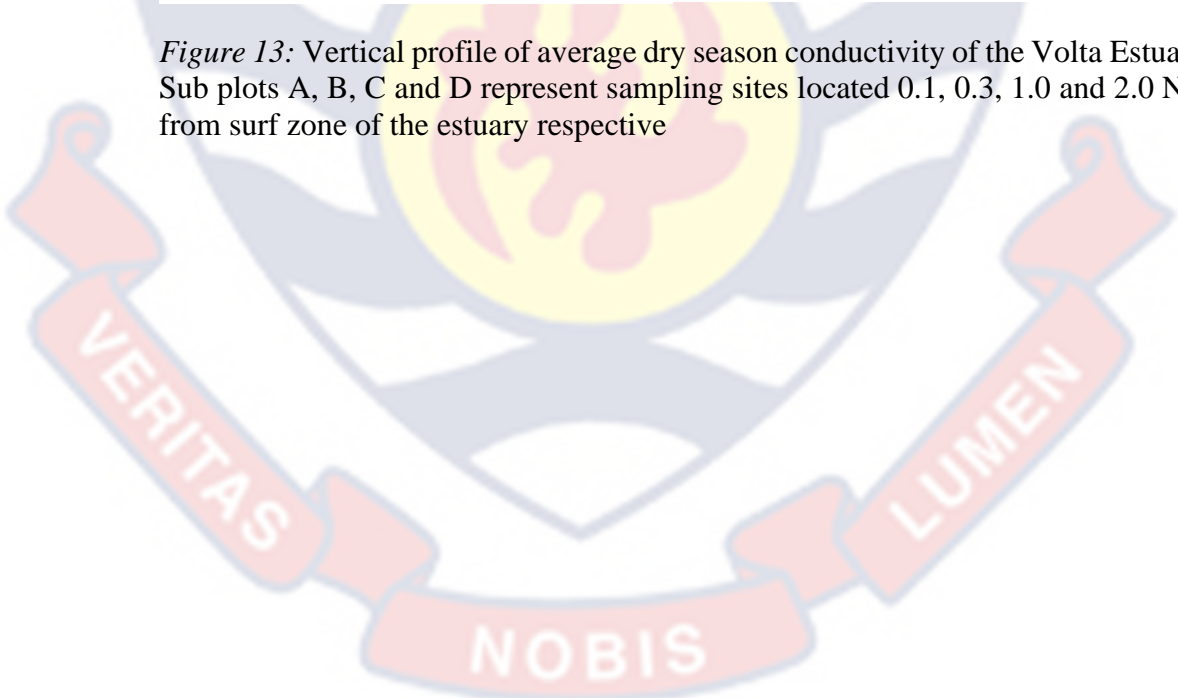 Figure 13: Vertical profile of average dry season conductivity of the Volta Estua
Sub plots A, B, C and D represent sampling sites located 0.1, 0.3, 1.0 and 2.0 N
from surf zone of the estuary respective
VERITAS
NOBIS
LUMEN